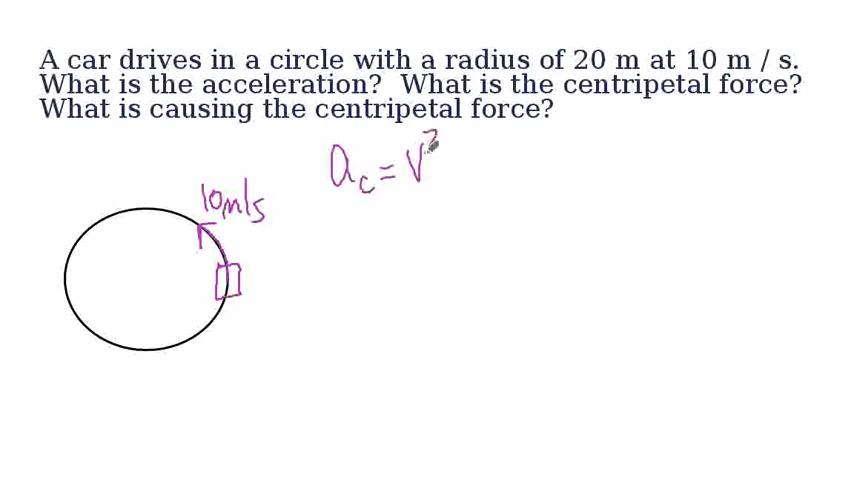 A car drives in a circle with a radius of 20 m at 10 m / s.
What is the acceleration?  What is the centripetal force?
What is causing the centripetal force?
a_c = v²
10m/s